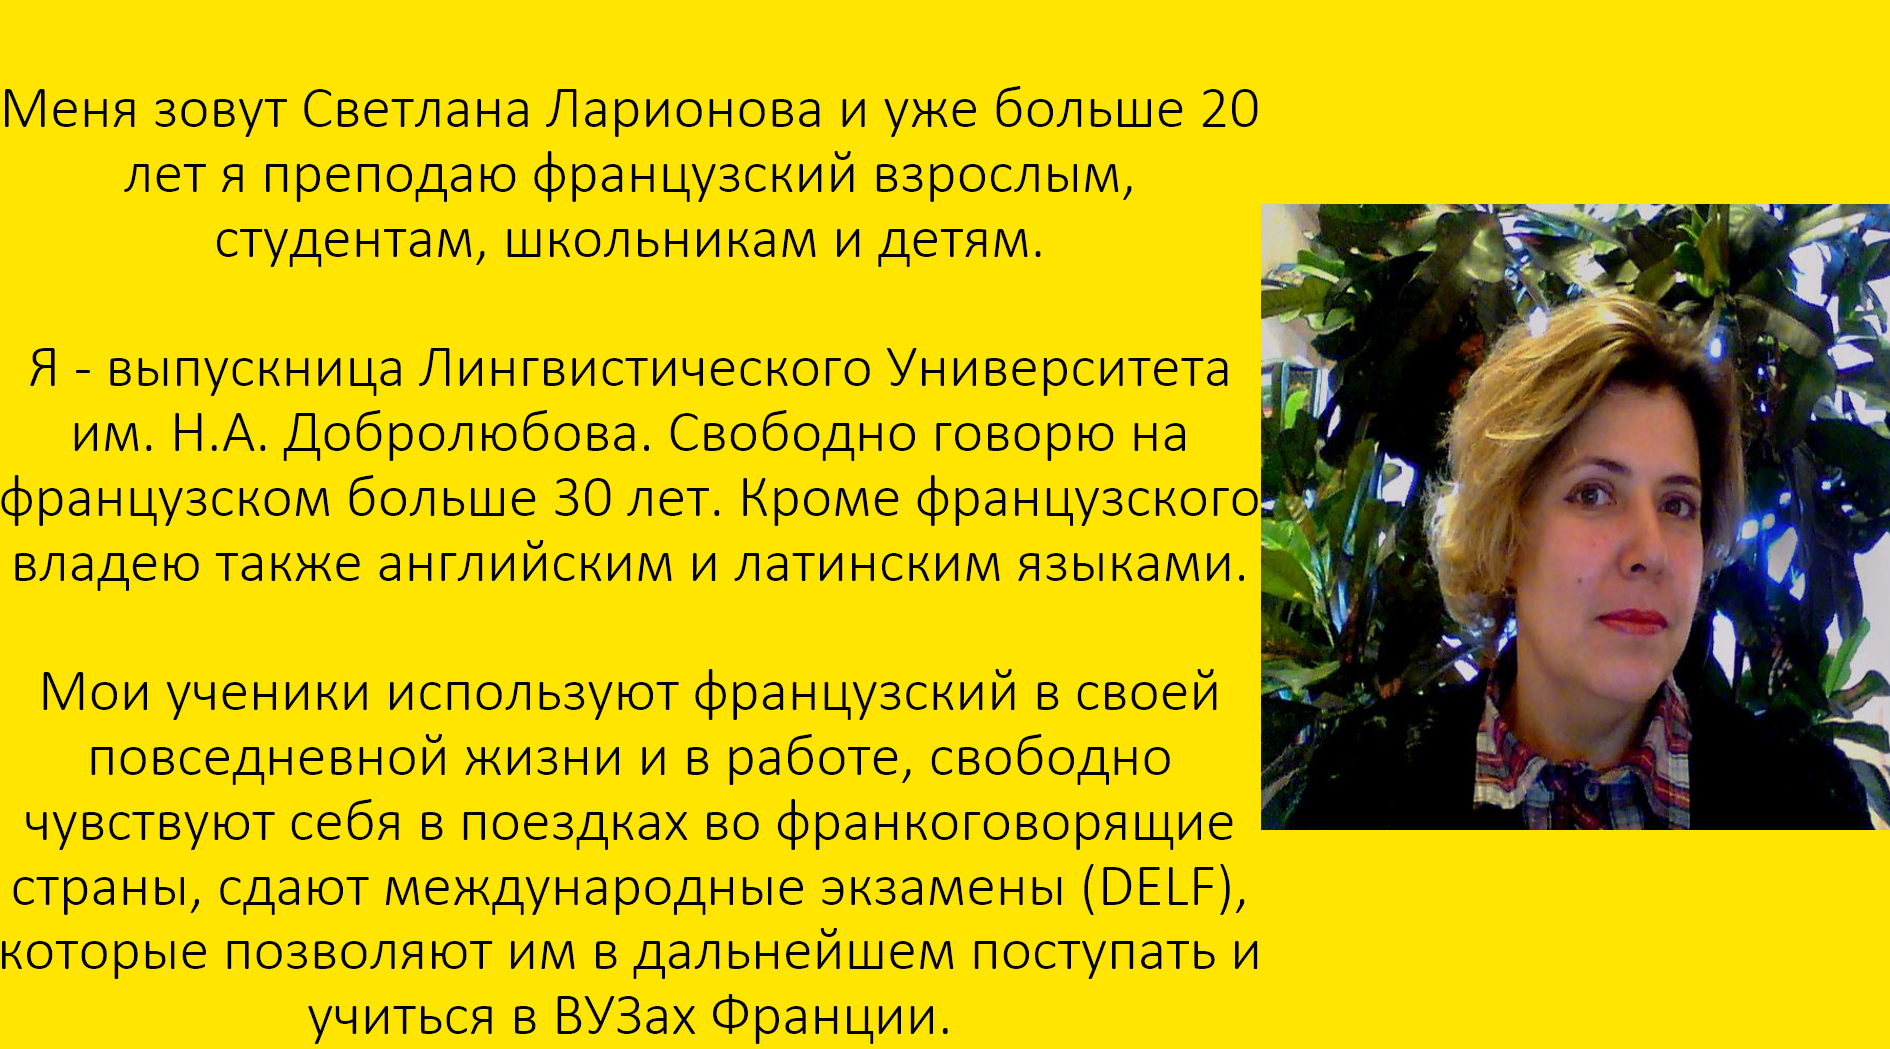 Меня зовут Светлана Ларионова и уже больше 20
лет я преподаю французский взрослым,
студентам, школьникам и детям.
Я - выпускница Лингвистического Университета
им. Н.А. Добролюбова. Свободно говорю на
французском больше 30 лет. Кроме французского
владею также английским и латинским языками.
Мои ученики используют французский в своей
повседневной жизни и в работе, свободно
чувствуют себя в поездках во франкоговорящие
страны, сдают международные экзамены (DELF),
которые позволяют им в дальнейшем поступать и
учиться в ВУЗах Франции.